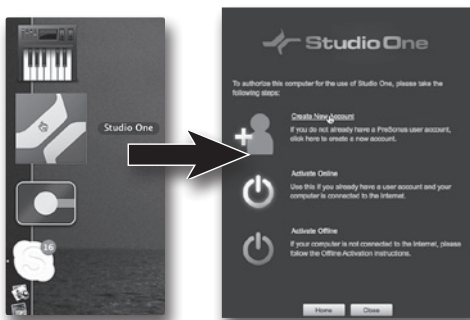 Studio One
16
Studio One
To authorize this computer for the use of Studio One, please take the
following steps:
Create New Account
If you do not already have a PreSonus user account,
click here to create a new account.
Activate Online
Use this if you already have a user account and your
computer is connected to the Internet.
Activate Offline
If your computer is not connected to the Internet, please
follow the Offline Activation instructions.
Home
Close